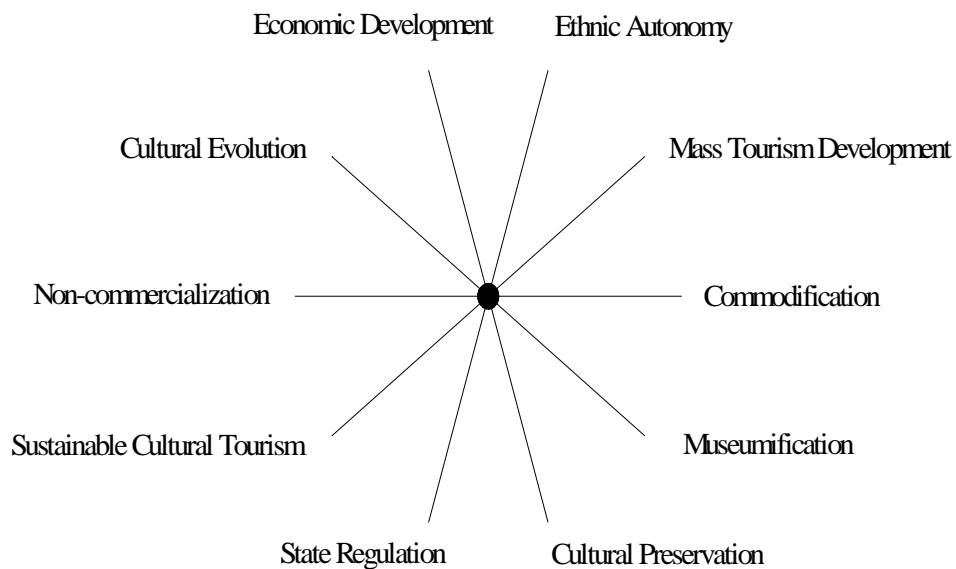 Economic Development
Ethnic Autonomy
Cultural Evolution
Mass Tourism Development
Non-commercialization
Commodification
Sustainable Cultural Tourism
Museumification
State Regulation
Cultural Preservation